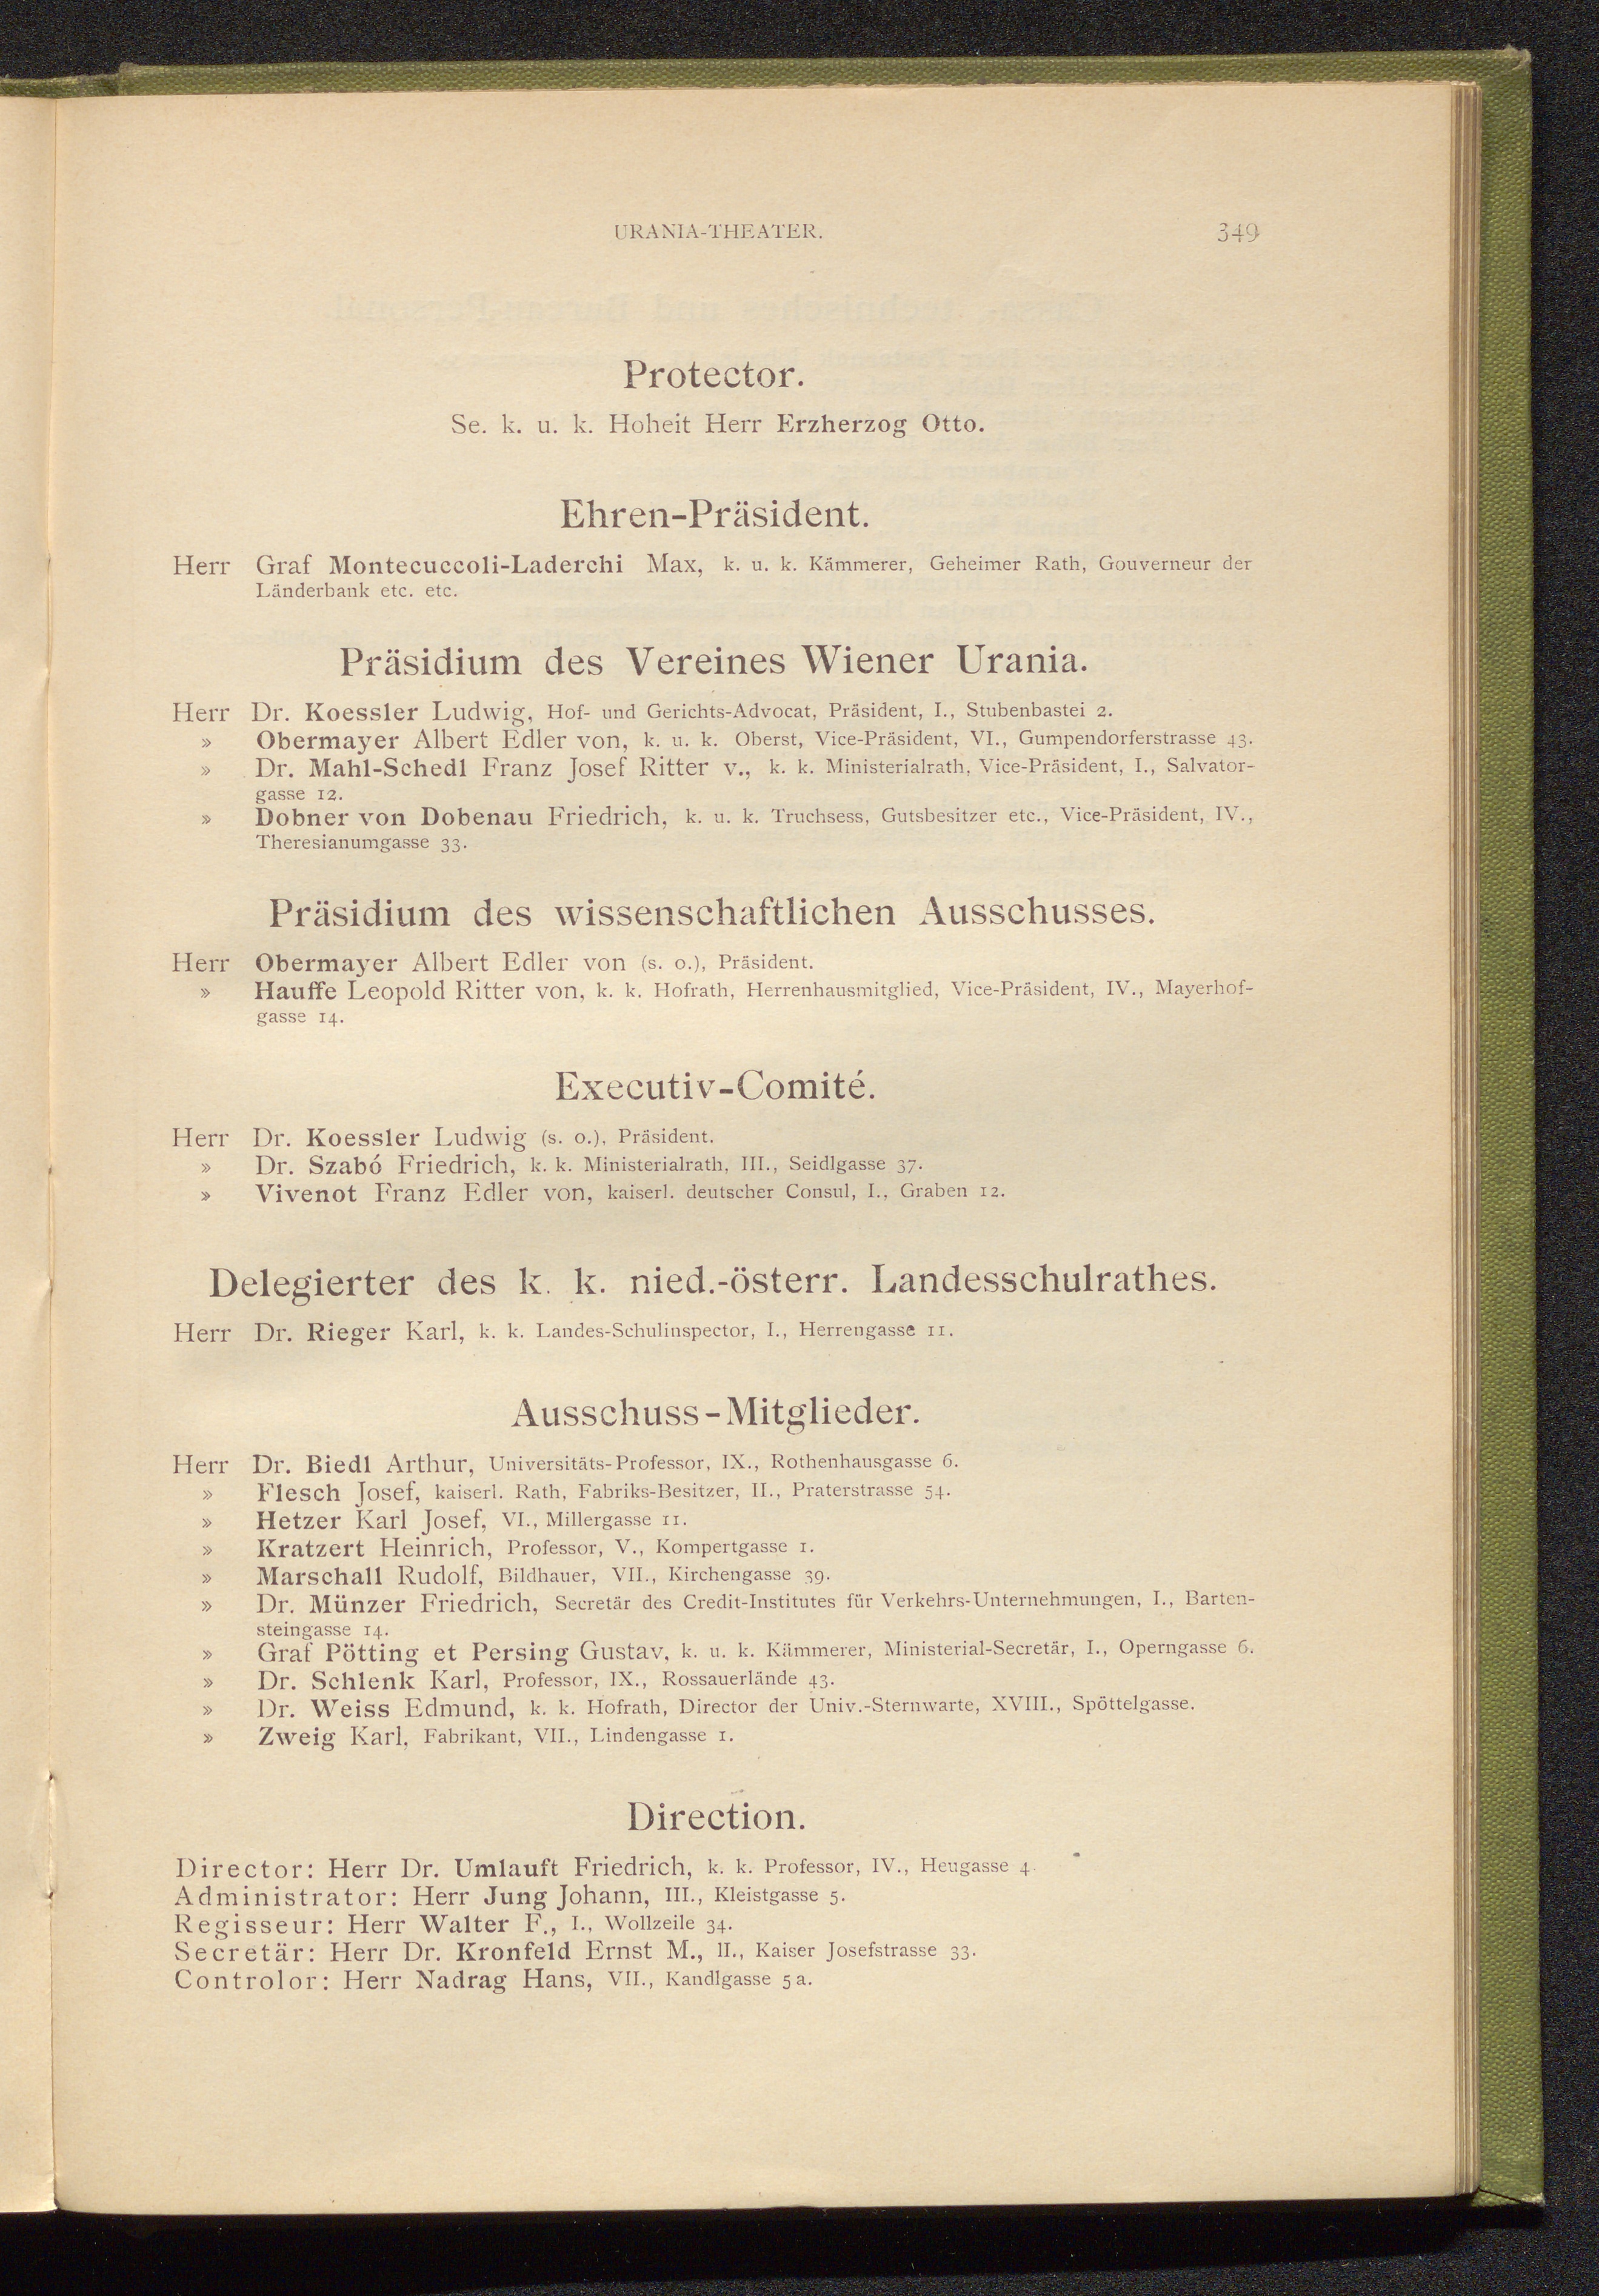 URANIA-THEATER. 349
Protector.
Se. k. u. k. Hoheit Herr Erzherzog Otto.
Ehren-Präsident.
Herr Graf Montecuccoli-Laderchi Max, k. u. k. Kämmerer, Geheimer Rath, Gouverneur der
Länderbank etc. etc.
Präsidium des Vereines Wiener Urania.
Herr Dr. Koessler Ludwig, Hof- und Gerichts-Advocat, Präsident, I., Stubenbastei 2.
» Obermayer Albert Edler von, k. u. k. Oberst, Vice-Präsident, VI., Gumpendorferstrasse 43.
» Dr. Mahl-Schedl Franz Josef Ritter v., k. k. Ministerialrath, Vice-Präsident, I., Salvator-
gasse 12.
» Dobner von Dobenau Friedrich, k. u. k. Truchsess, Gutsbesitzer etc., Vice-Präsident, IV.,
Theresianumgasse 33.
Präsidium des wissenschaftlichen Ausschusses.
Herr Obermayer Albert Edler von (s. o.), Präsident.
» Hauffe Leopold Ritter von, k. k. Hofrath, Herrenhausmitglied, Vice-Präsident, IV., Mayerhof-
gasse 14.
Executiv-Comité.
Herr Dr. Koessler Ludwig (s. o.), Präsident.
» Dr. Szabó Friedrich, k. k. Ministerialrath, III., Seidlgasse 37.
» Vivenot Franz Edler von, kaiserl. deutscher Consul, I., Graben 12.
Delegierter des k. k. nied.-österr. Landesschulrathes.
Herr Dr. Rieger Karl, k. k. Landes-Schulinspector, I., Herrengasse 11.
Ausschuss-Mitglieder.
Herr Dr. Biedl Arthur, Universitäts-Professor, IX., Rothenhausgasse 6.
» Flesch Josef, kaiserl. Rath, Fabriks-Besitzer, II., Praterstrasse 54.
» Hetzer Karl Josef, VI., Millergasse 11.
» Kratzert Heinrich, Professor, V., Kompertgasse 1.
» Marschall Rudolf, Bildhauer, VII., Kirchengasse 39.
» Dr. Münzer Friedrich, Secretär des Credit-Institutes für Verkehrs-Unternehmungen, I., Barten-
steingasse 14.
» Graf Pötting et Persing Gustav, k. u. k. Kämmerer, Ministerial-Secretär, I., Operngasse 6.
» Dr. Schlenk Karl, Professor, IX., Rossauerlände 43.
» Dr. Weiss Edmund, k. k. Hofrath, Director der Univ.-Sternwarte, XVIII., Spöttelgasse.
» Zweig Karl, Fabrikant, VII., Lindengasse 1.
Direction.
Director: Herr Dr. Umlauft Friedrich, k. k. Professor, IV., Heugasse 4.
Administrator: Herr Jung Johann, III., Kleistgasse 5.
Regisseur: Herr Walter F., I., Wollzeile 34.
Secretär: Herr Dr. Kronfeld Ernst M., II., Kaiser Josefstrasse 33.
Controlor: Herr Nadrag Hans, VII., Kandlgasse 5 a.